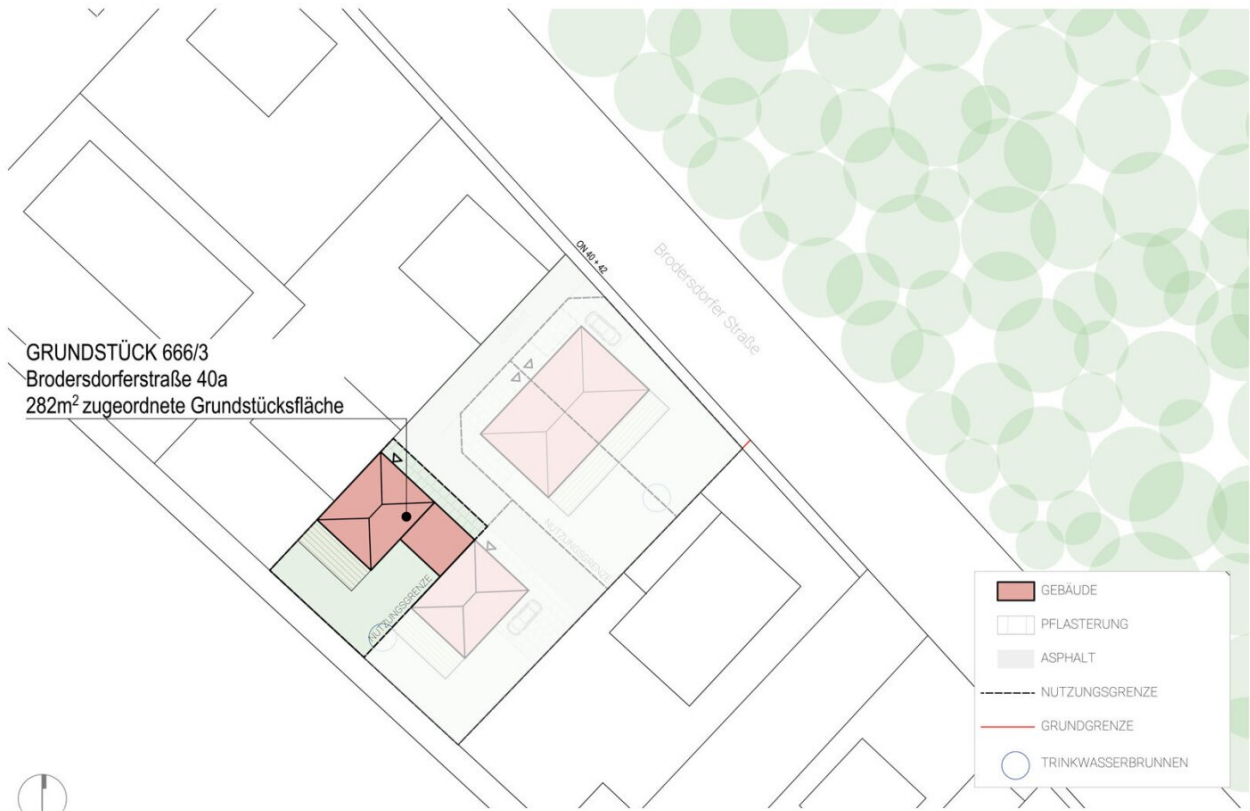 ON 40 + 42
Brodersdorfer Straße
GRUNDSTÜCK 666/3
Brodersdorferstraße 40a
282m² zugeordnete Grundstücksfläche
NUTZUNGSGRENZE
NUTZUNGSGRENZE
GEBÄUDE
PFLASTERUNG
ASPHALT
NUTZUNGSGRENZE
GRUNDGRENZE
TRINKWASSERBRUNNEN